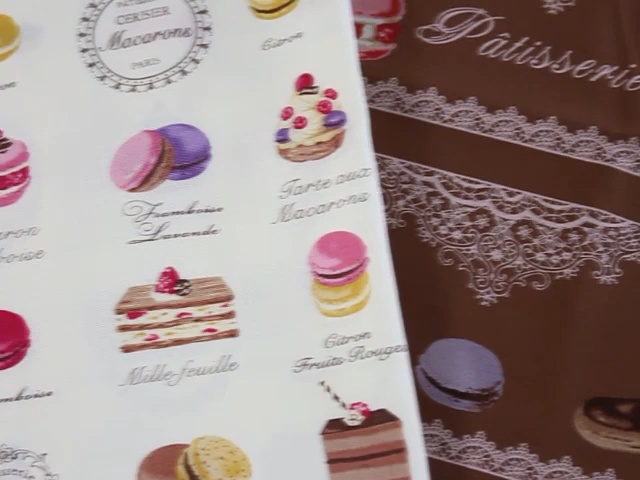 CERISIER
Macarons
PARIS
Citron
Pâtisserie
Tarte aux
Macarons
Framboise
Lavande
Citron
Fruits Rouges
Mille-feuille